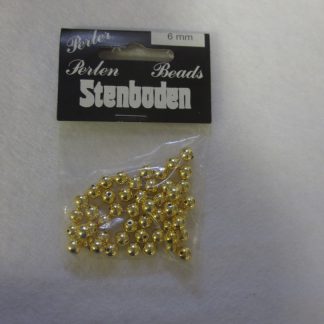 Perler
6 mm
Perlen Beads
Stenboden